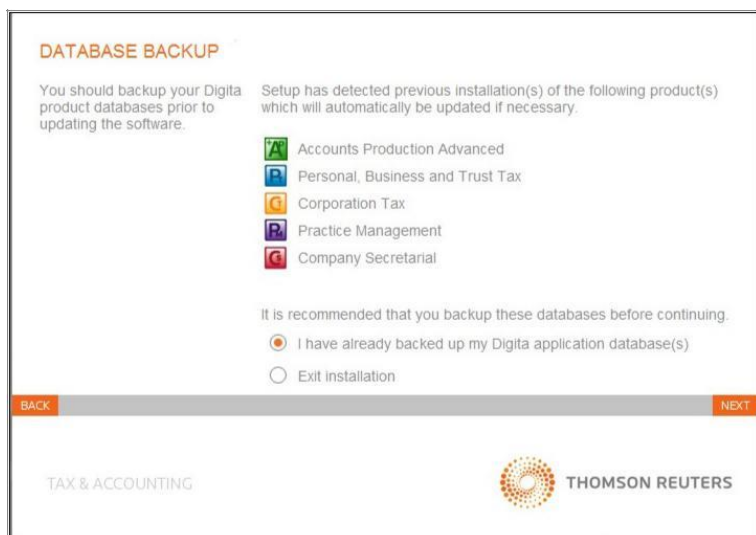 DATABASE BACKUP
You should backup your Digita
product databases prior to
updating the software.
Setup has detected previous installation(s) of the following product(s)
which will automatically be updated if necessary.
Accounts Production Advanced
Personal, Business and Trust Tax
Corporation Tax
Practice Management
Company Secretarial
It is recommended that you backup these databases before continuing.
I have already backed up my Digita application database(s)
Exit installation
BACK
NEXT
TAX & ACCOUNTING
THOMSON REUTERS